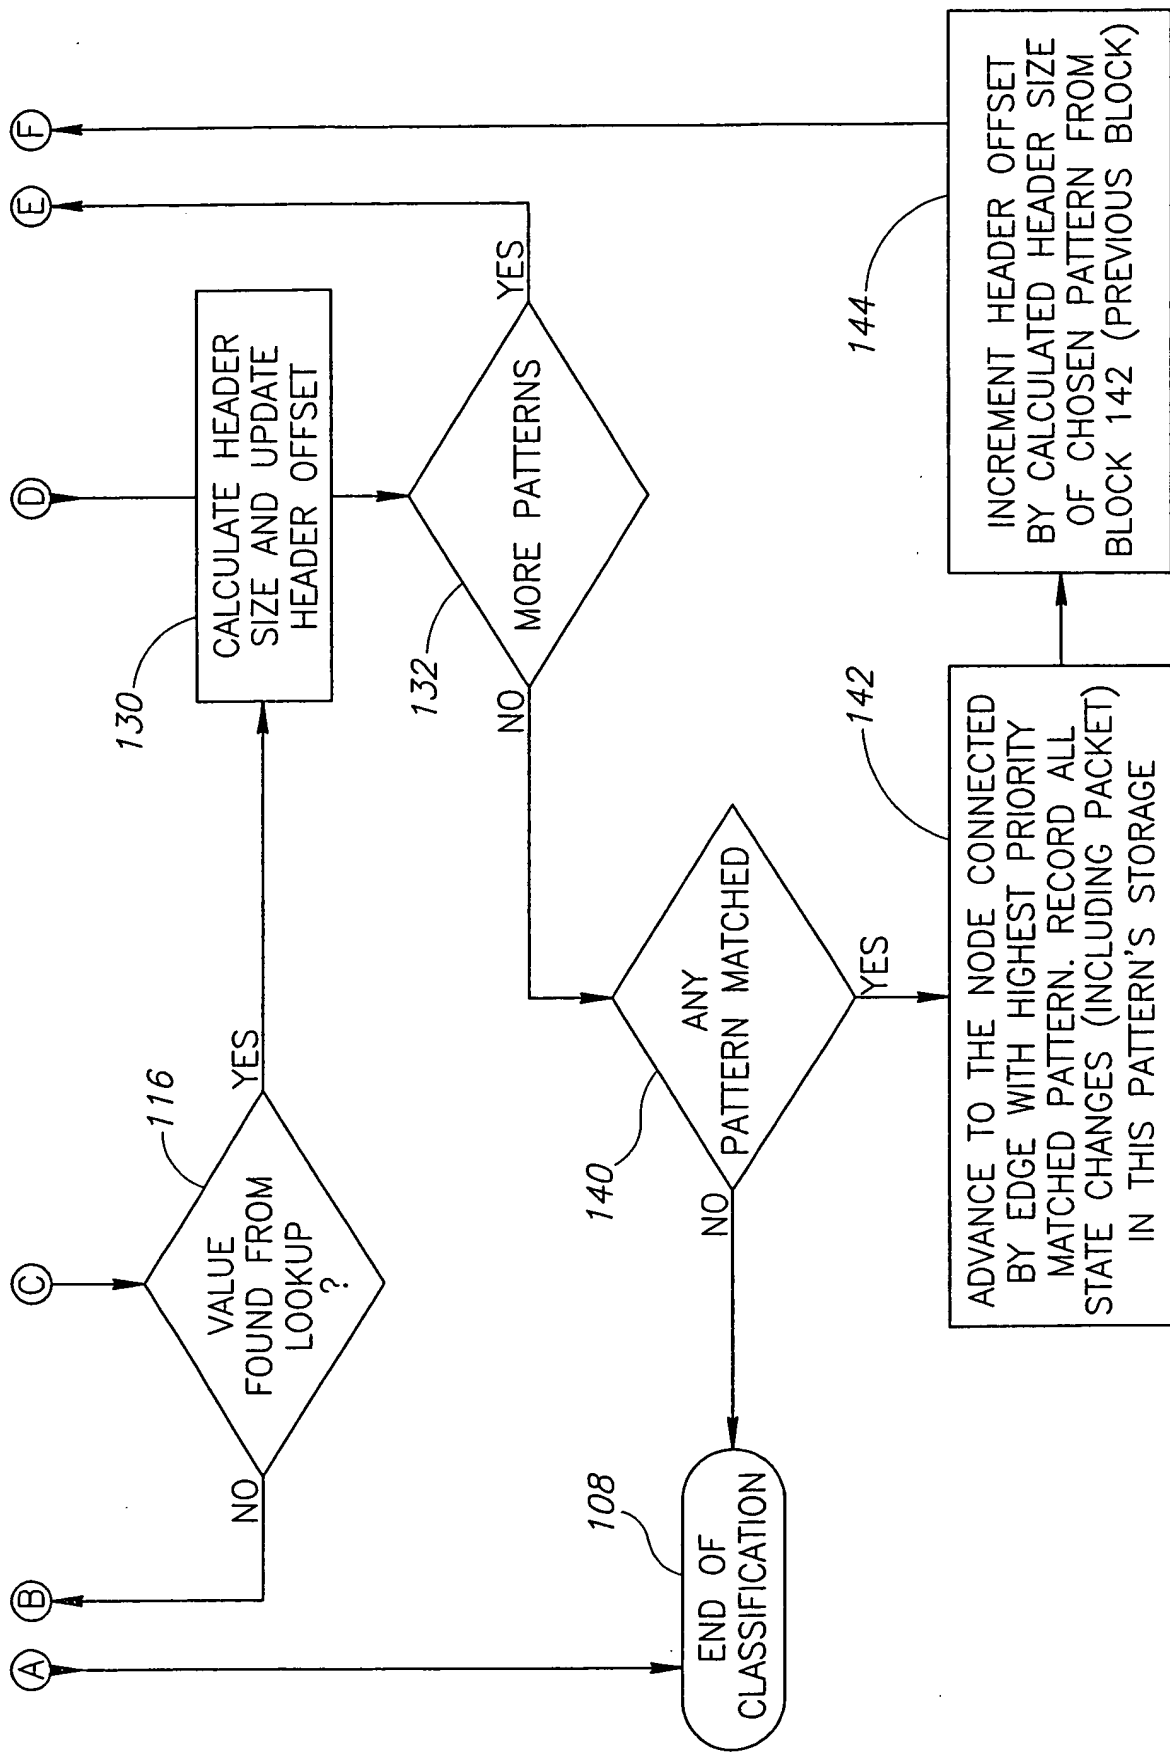 A
B
C
D
E
F
116
VALUE
FOUND FROM
LOOKUP
?
NO
YES
130
CALCULATE HEADER
SIZE AND UPDATE
HEADER OFFSET
132
MORE PATTERNS
YES
NO
140
ANY
PATTERN MATCHED
NO
YES
108
END OF
CLASSIFICATION
142
ADVANCE TO THE NODE CONNECTED
BY EDGE WITH HIGHEST PRIORITY
MATCHED PATTERN. RECORD ALL
STATE CHANGES (INCLUDING PACKET)
IN THIS PATTERN'S STORAGE
144
INCREMENT HEADER OFFSET
BY CALCULATED HEADER SIZE
OF CHOSEN PATTERN FROM
BLOCK 142 (PREVIOUS BLOCK)